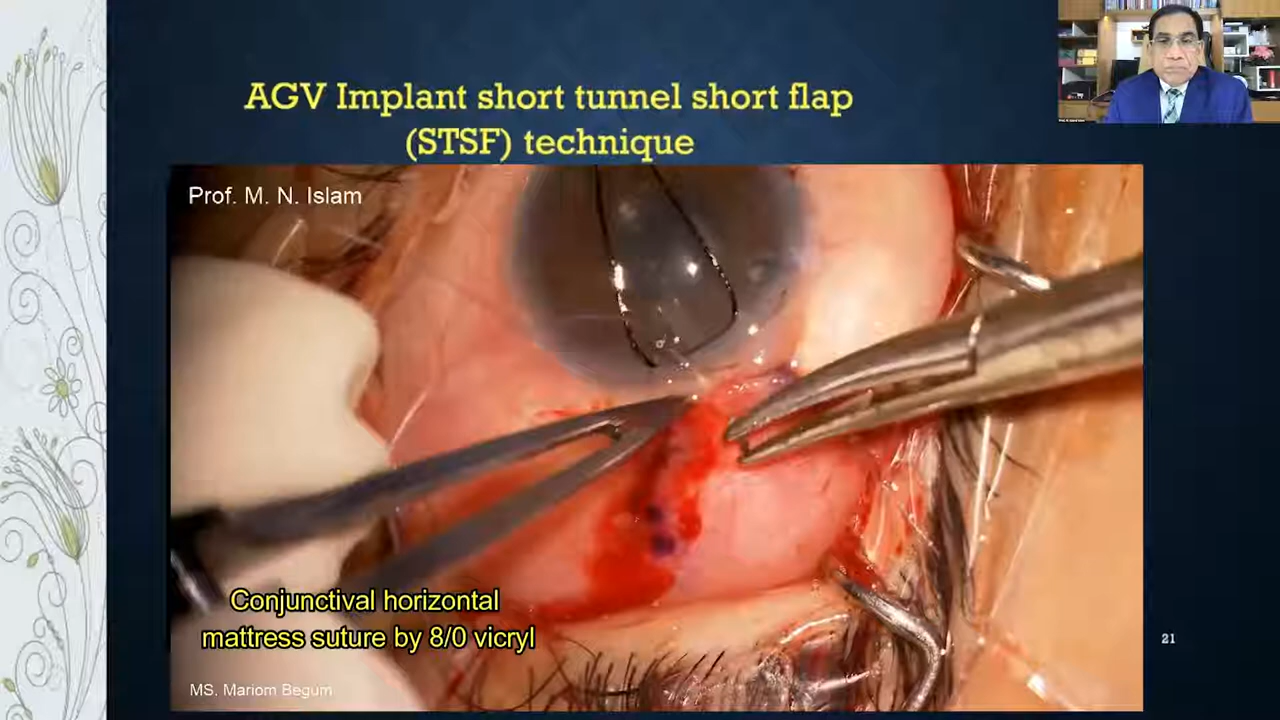 AGV Implant short tunnel short flap
(STSF) technique
Prof. M. N. Islam
Conjunctival horizontal
mattress suture by 8/0 vicryl
MS. Mariom Begum
21